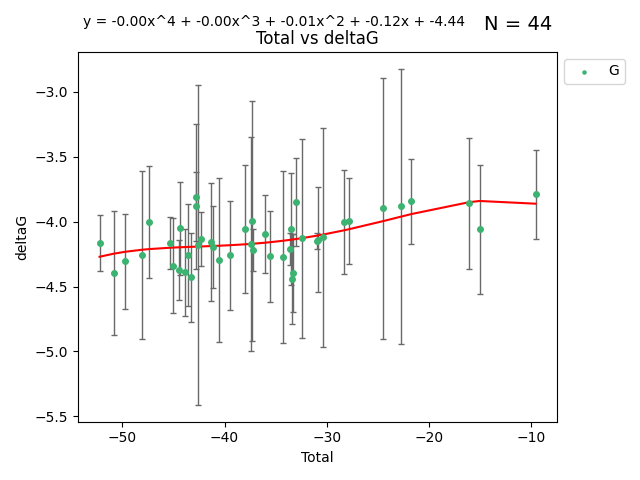 y = -0.00x^4 + -0.00x^3 + -0.01x^2 + -0.12x + -4.44
N = 44
Total vs deltaG
G
−3.0
−3.5
−4.0
−4.5
−5.0
−5.5
deltaG
−50 −40 −30 −20 −10
Total